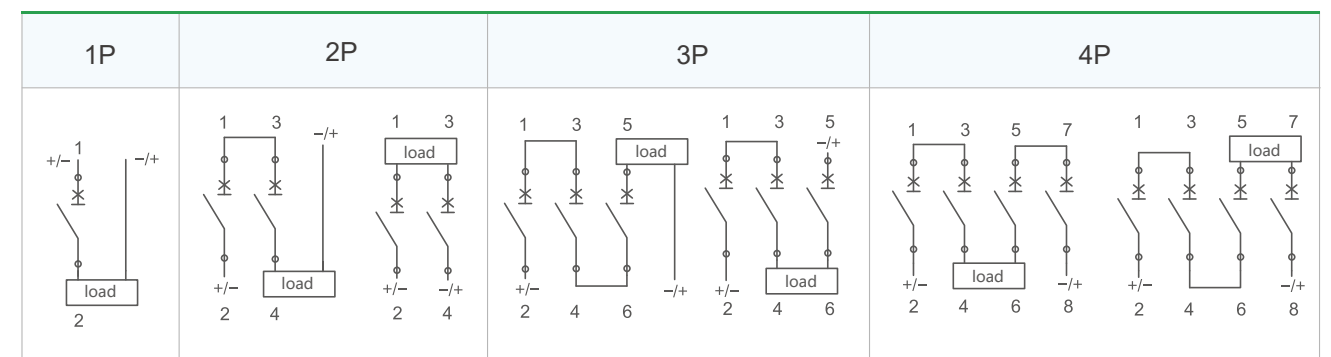 1P 2P 3P 4P
1 3 1 3 1 3 5 1 3 5 1 3 5 7 1 3 5 7
+/– 1 –/+ –/+ load load –/+ load
load load load load load
+/– +/– –/+ –/+ +/– +/– –/+ +/– –/+
2 2 4 2 4 2 4 6 2 4 6 2 4 6 8 2 4 6 8